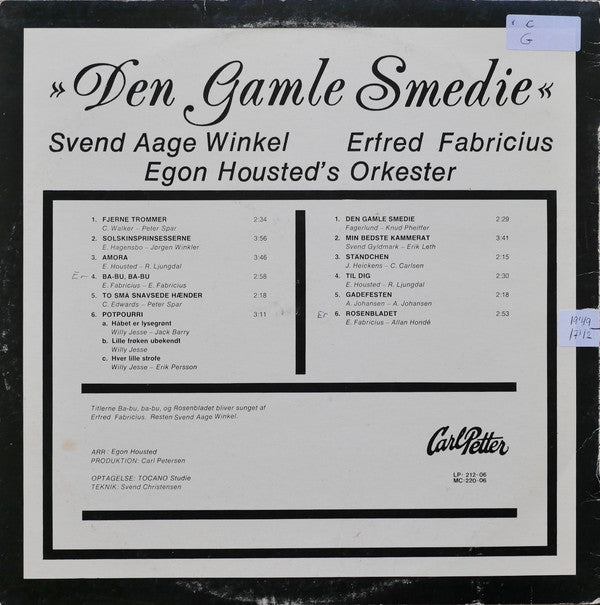 ' C
G
»Den Gamle Smedie«
Svend Aage Winkel Erfred Fabricius
Egon Housted's Orkester
1. FJERNE TROMMER 2:34
C. Walker – Peter Spar
2. SOLSKINSPRINSESSERNE 3:56
E. Hagensbo – Jørgen Winkler
3. AMORA 3:46
E. Housted – R. Ljungdal
Er– 4. BA-BU, BA-BU 2:58
E. Fabricius – E. Fabricius
5. TO SMA SNAVSEDE HÆNDER 2:18
C. Edwards – Peter Spar
6. POTPOURRI 3:11
a. Håbet er lysegrønt
Willy Jesse – Jack Barry
b. Lille frøken ubekendt
Willy Jesse
c. Hver lille strofe
Willy Jesse – Erik Persson
1. DEN GAMLE SMEDIE 2:29
Fagerlund – Knud Pheiffer
2. MIN BEDSTE KAMMERAT 3:41
Svend Gyldmark – Erik Leth
3. STÄNDCHEN 2:15
J. Heickens – C. Carlsen
4. TIL DIG 2:30
E. Housted – R. Ljungdal
5. GADEFESTEN 2:18
A. Johansen – A. Johansen
Er 6. ROSENBLADET 2:53
E. Fabricius – Allan Hondé
19'49
17'12
Titlerne Ba-bu, ba-bu, og Rosenbladet bliver sunget af
Erfred Fabricius. Resten Svend Aage Winkel.
ARR: Egon Housted
PRODUKTION: Carl Petersen
OPTAGELSE: TOCANO Studie
TEKNIK: Svend Christensen
Carl Petter
LP- 212-06
MC-220-06